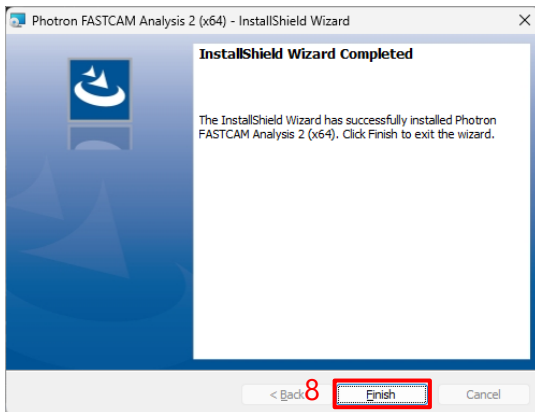 Photron FASTCAM Analysis 2 (x64) - InstallShield Wizard
InstallShield Wizard Completed
The InstallShield Wizard has successfully installed Photron
FASTCAM Analysis 2 (x64). Click Finish to exit the wizard.
< Back 8 Finish Cancel